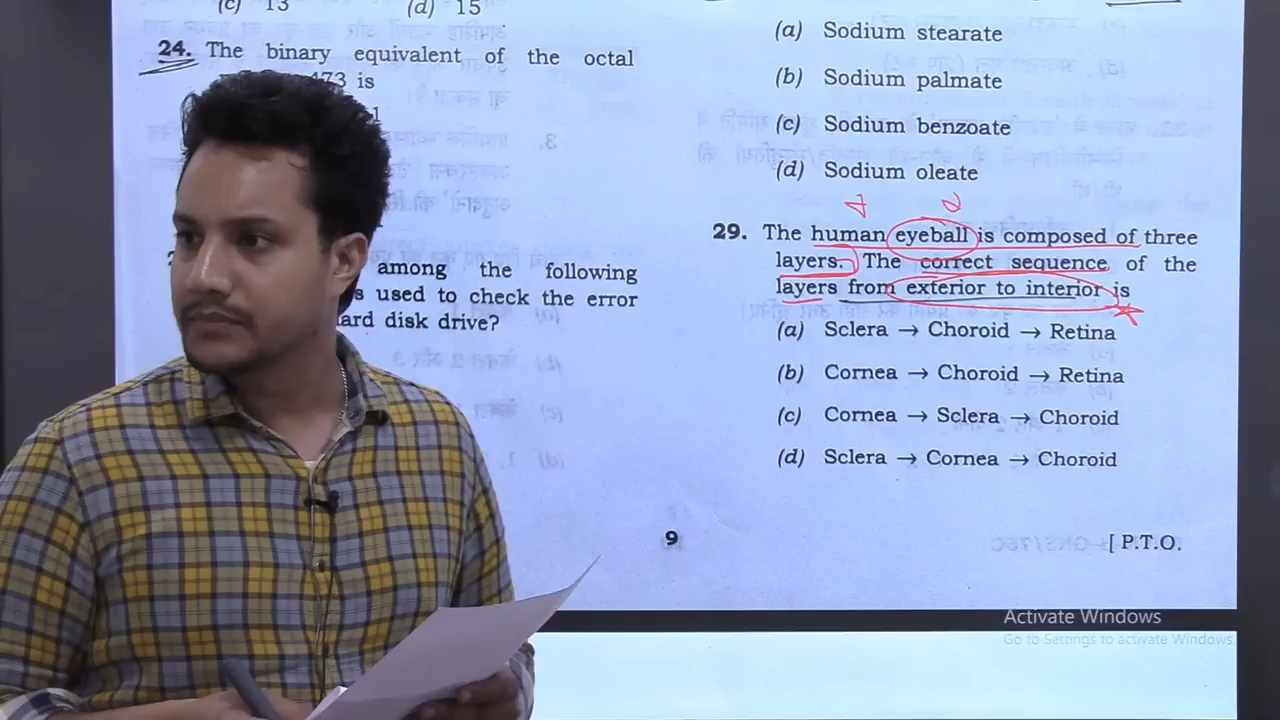 (c) 13 (d) 15
24. The binary equivalent of the octal
473 is
1
among the following
s used to check the error
ard disk drive?
(a) Sodium stearate
(b) Sodium palmate
(c) Sodium benzoate
(d) Sodium oleate
29. The human eyeball is composed of three
layers. The correct sequence of the
layers from exterior to interior is
(a) Sclera → Choroid → Retina
(b) Cornea → Choroid → Retina
(c) Cornea → Sclera → Choroid
(d) Sclera → Cornea → Choroid
9
[ P.T.O.
Activate Windows
Go to Settings to activate Windows